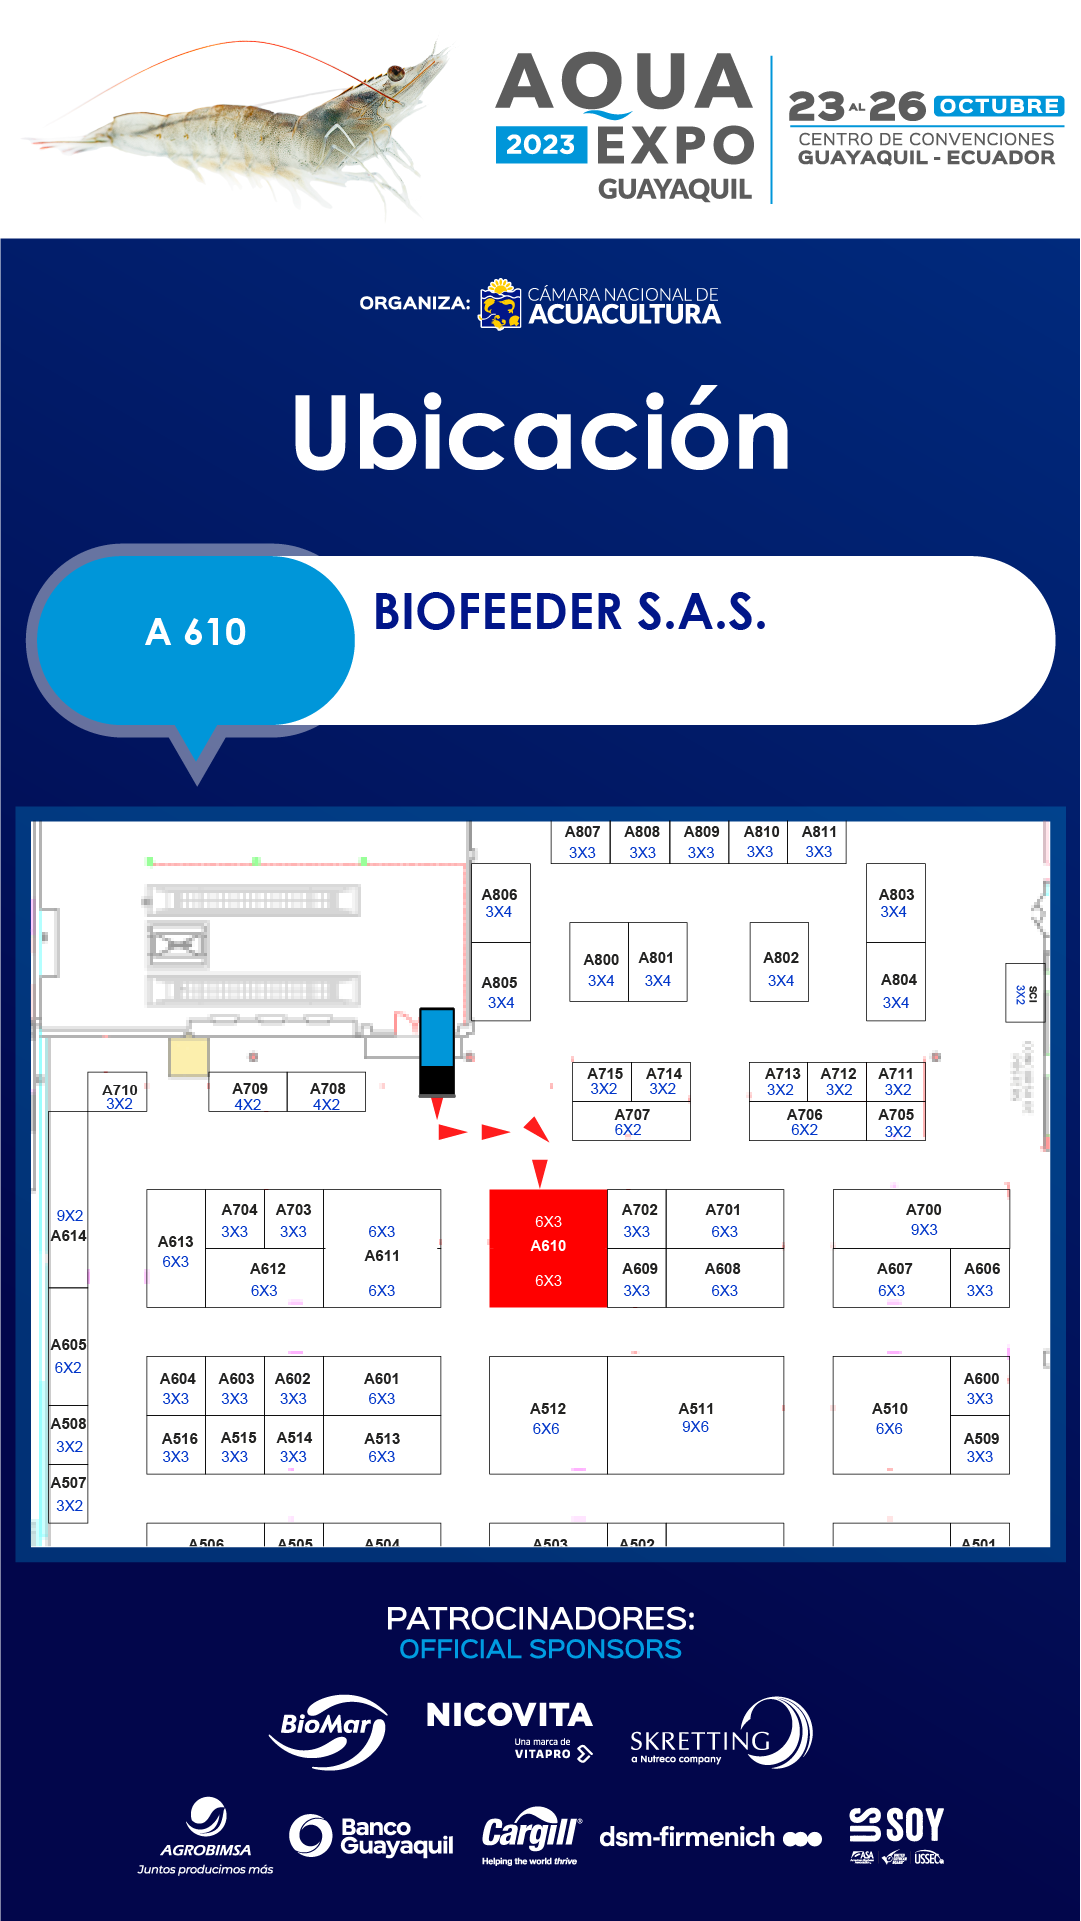 AQUA
2023 EXPO
GUAYAQUIL
23 AL 26 OCTUBRE
CENTRO DE CONVENCIONES
GUAYAQUIL - ECUADOR
ORGANIZA:
CÁMARA NACIONAL DE
ACUACULTURA
Ubicación
A 610
BIOFEEDER S.A.S.
A807 A808 A809 A810 A811
3X3 3X3 3X3 3X3 3X3
A806 A803
3X4 3X4
A800 A801 A802
3X4 3X4 3X4
A805 A804
3X4 3X4
SCI
3X2
A715 A714 A713 A712 A711
3X2 3X2 3X2 3X2 3X2
A710 A709 A708
3X2 4X2 4X2
A707 A706 A705
6X2 6X2 3X2
A704 A703 6X3 6X3 A702 A701 A700
3X3 3X3 3X3 6X3 9X3
9X2
A614
A613 A611 A610
6X3
A612 A609 A608 A607 A606
6X3 6X3 6X3 3X3 6X3 6X3 3X3
A605
6X2
A604 A603 A602 A601 A600
3X3 3X3 3X3 6X3 3X3
A512 A511 A510
6X6 9X6 6X6
A508
3X2
A516 A515 A514 A513 A509
3X3 3X3 3X3 6X3 3X3
A507
3X2
A506 A505 A504 A503 A502 A501
PATROCINADORES:
OFFICIAL SPONSORS
BioMar
NICOVITA
Una marca de
VITAPRO
SKRETTING
a Nutreco company
AGROBIMSA
Juntos producimos más
Banco
Guayaquil
Cargill®
Helping the world thrive
dsm-firmenich
US SOY
ASA
USSEC